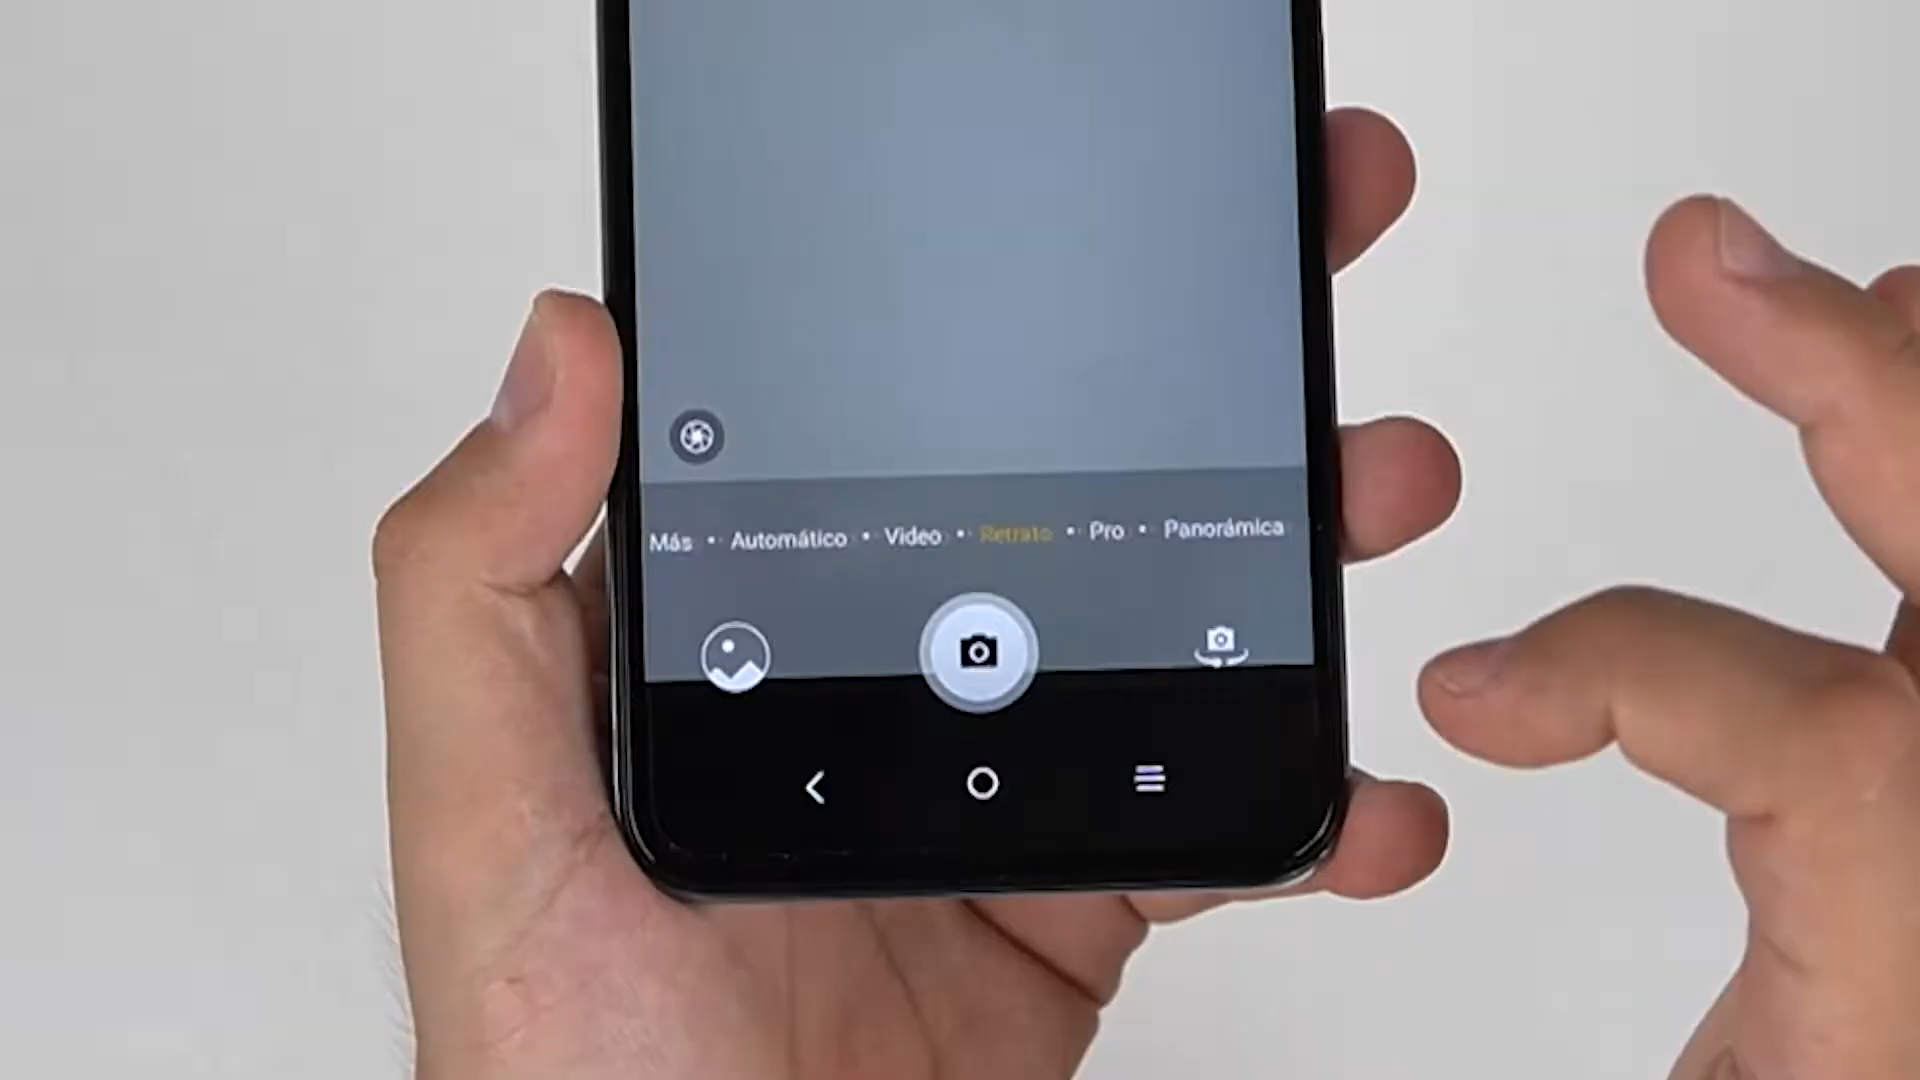 Más • Automático • Video • Retrato • Pro • Panorámica